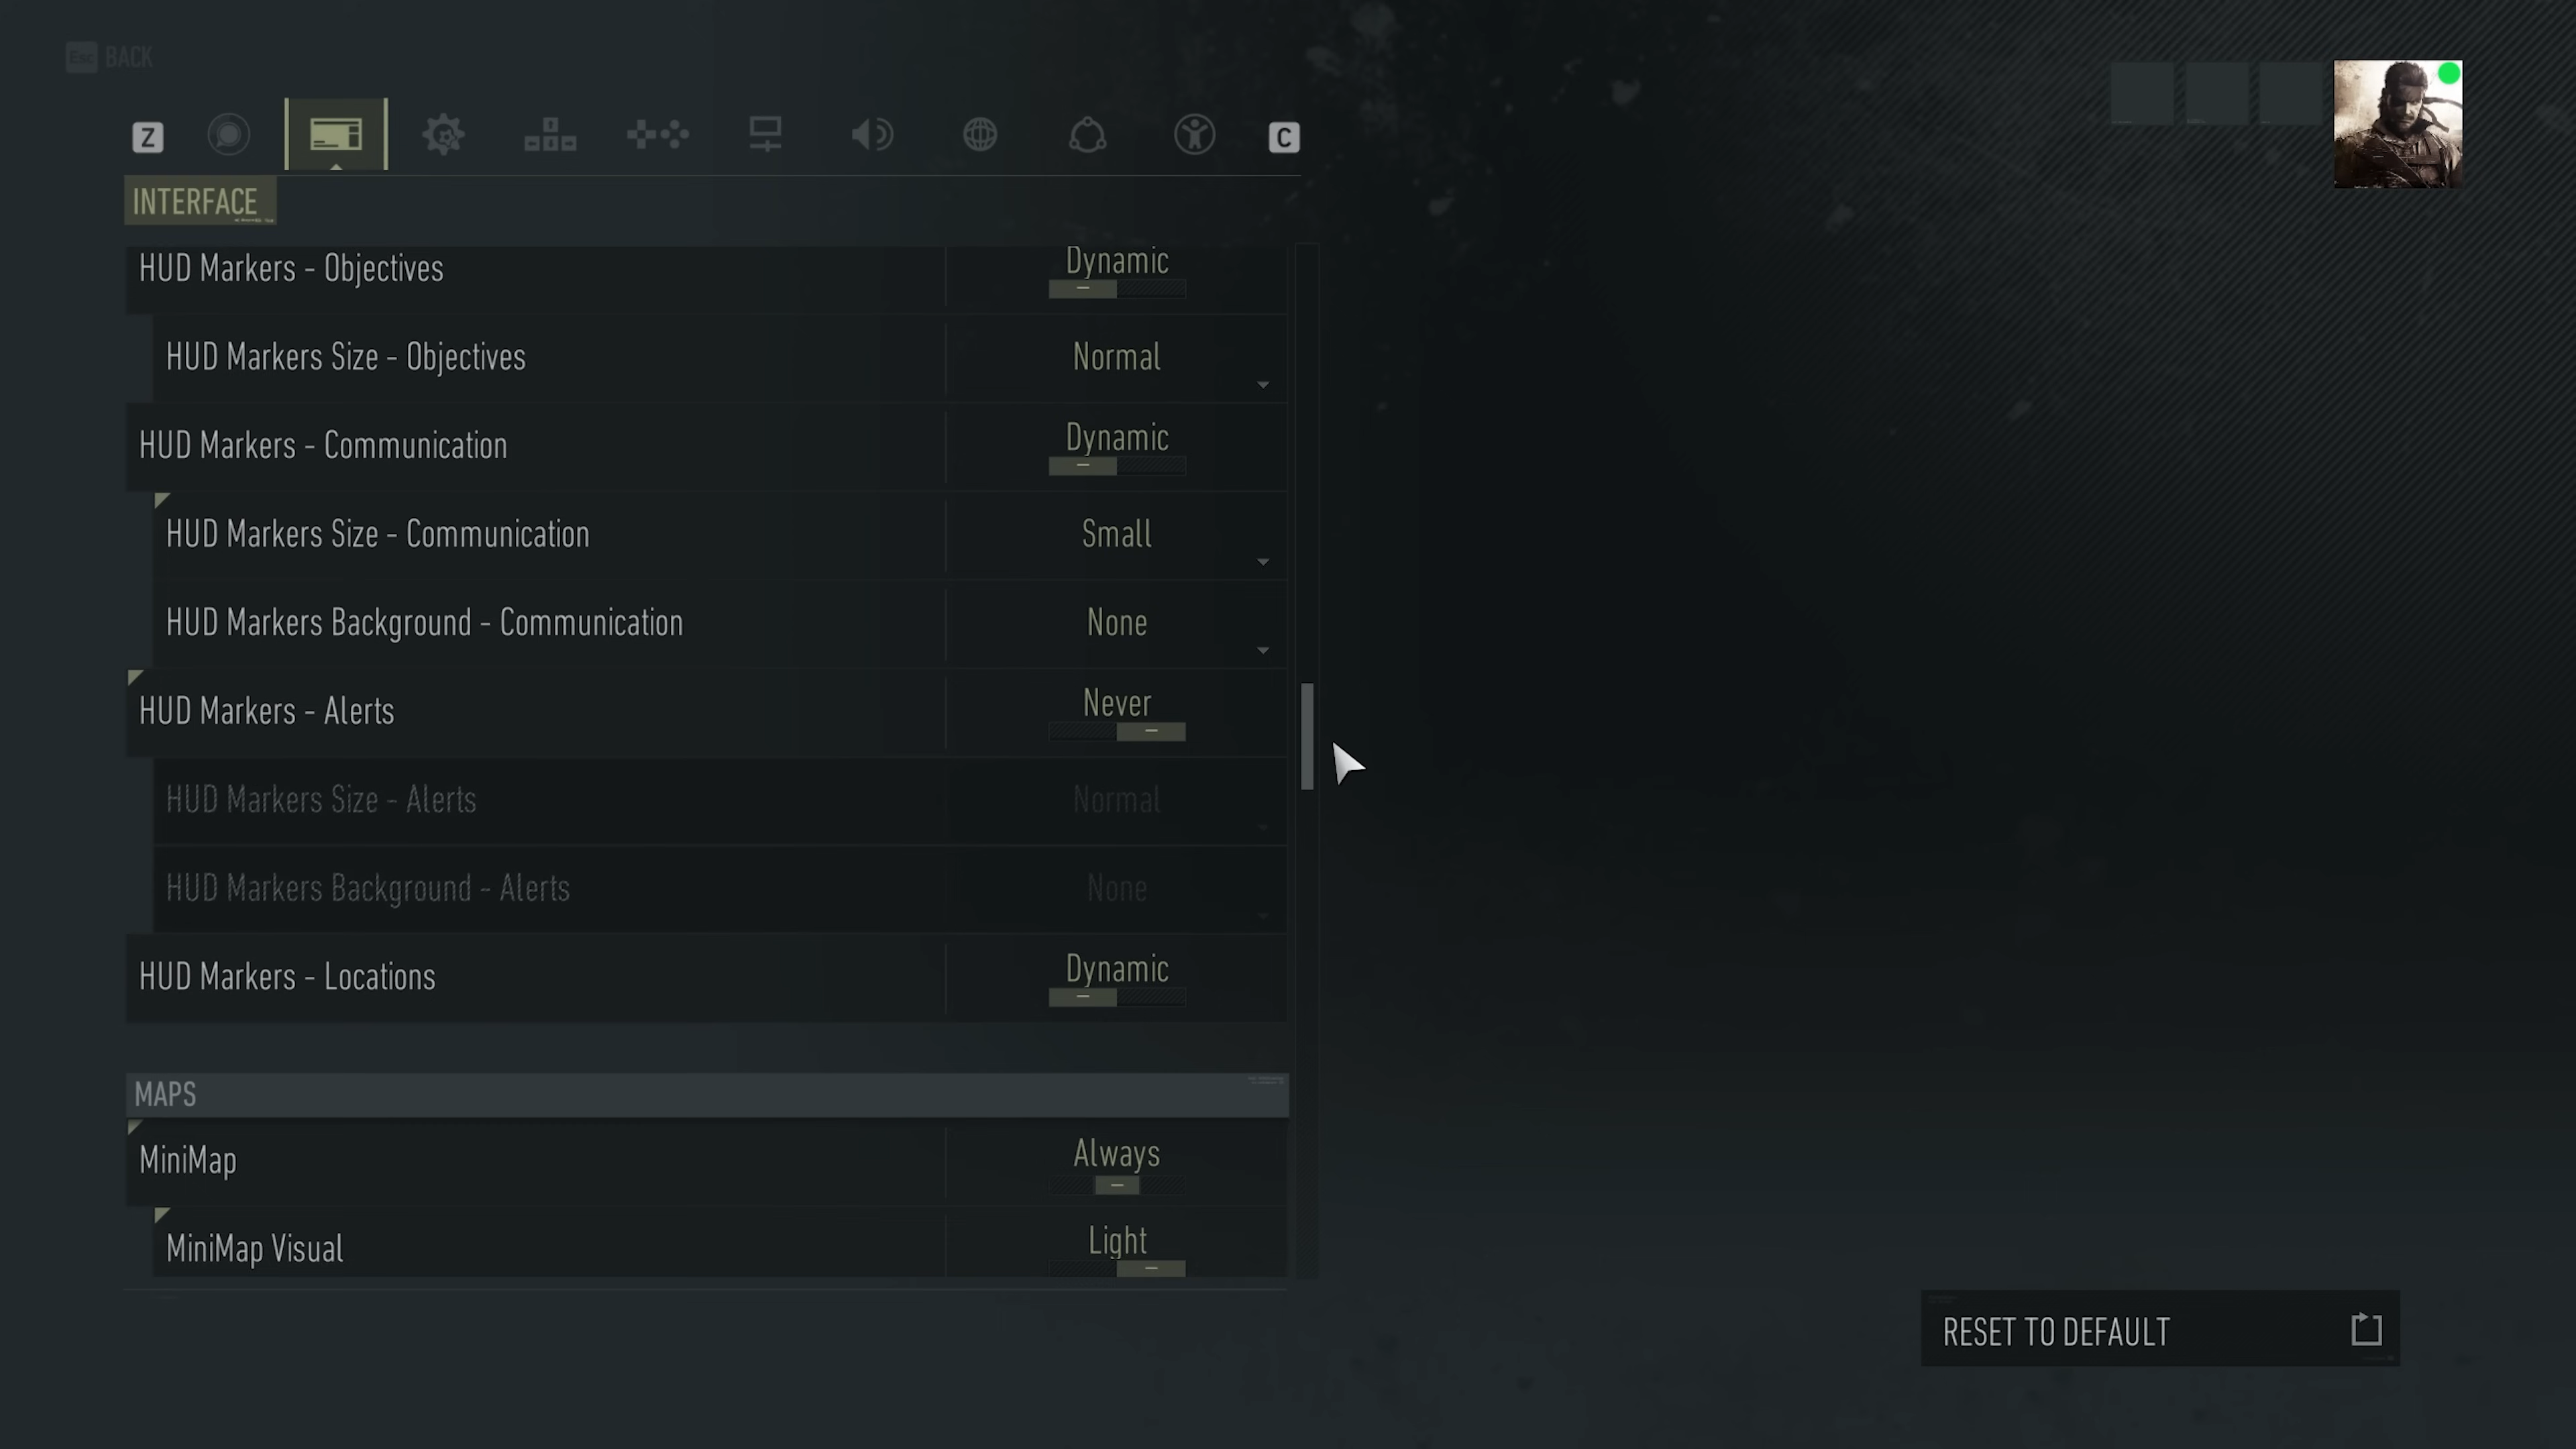 Esc BACK
Z
C
INTERFACE
HUD Markers - Objectives Dynamic
HUD Markers Size - Objectives Normal
HUD Markers - Communication Dynamic
HUD Markers Size - Communication Small
HUD Markers Background - Communication None
HUD Markers - Alerts Never
HUD Markers Size - Alerts Normal
HUD Markers Background - Alerts None
HUD Markers - Locations Dynamic
MAPS
MiniMap Always
MiniMap Visual Light
RESET TO DEFAULT